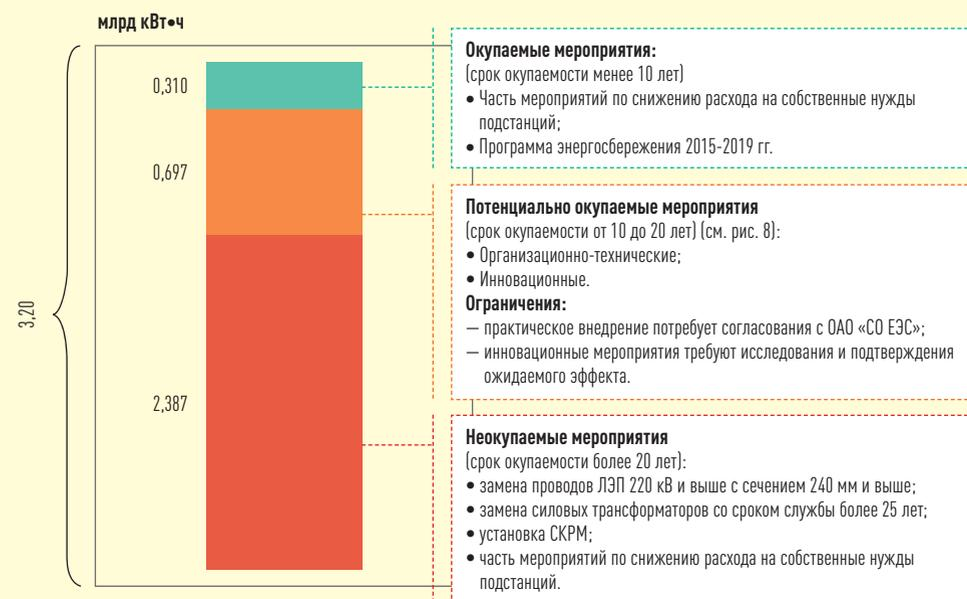 млрд кВт•ч
3,20
0,310
0,697
2,387
Окупаемые мероприятия:
(срок окупаемости менее 10 лет)
• Часть мероприятий по снижению расхода на собственные нужды
подстанций;
• Программа энергосбережения 2015-2019 гг.
Потенциально окупаемые мероприятия
(срок окупаемости от 10 до 20 лет) (см. рис. 8):
• Организационно-технические;
• Инновационные.
Ограничения:
— практическое внедрение потребует согласования с ОАО «СО ЕЭС»;
— инновационные мероприятия требуют исследования и подтверждения
ожидаемого эффекта.
Неокупаемые мероприятия
(срок окупаемости более 20 лет):
• замена проводов ЛЭП 220 кВ и выше с сечением 240 мм и выше;
• замена силовых трансформаторов со сроком службы более 25 лет;
• установка СКРМ;
• часть мероприятий по снижению расхода на собственные нужды
подстанций.